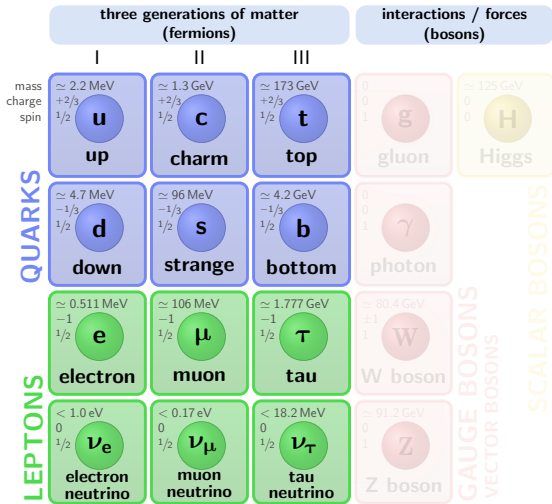 three generations of matter
(fermions)
interactions / forces
(bosons)
I II III
mass
charge
spin
≃ 2.2 MeV
+2/3
1/2
u
up
≃ 1.3 GeV
+2/3
1/2
c
charm
≃ 173 GeV
+2/3
1/2
t
top
0
0
1
g
gluon
≃ 125 GeV
0
0
H
Higgs
QUARKS
≃ 4.7 MeV
−1/3
1/2
d
down
≃ 96 MeV
−1/3
1/2
s
strange
≃ 4.2 GeV
−1/3
1/2
b
bottom
0
0
1
γ
photon
LEPTONS
≃ 0.511 MeV
−1
1/2
e
electron
≃ 106 MeV
−1
1/2
μ
muon
≃ 1.777 GeV
−1
1/2
τ
tau
≃ 80.4 GeV
±1
1
W
W boson
< 1.0 eV
0
1/2
νe
electron
neutrino
< 0.17 eV
0
1/2
νμ
muon
neutrino
< 18.2 MeV
0
1/2
ντ
tau
neutrino
≃ 91.2 GeV
0
1
Z
Z boson
GAUGE BOSONS
VECTOR BOSONS
SCALAR BOSONS